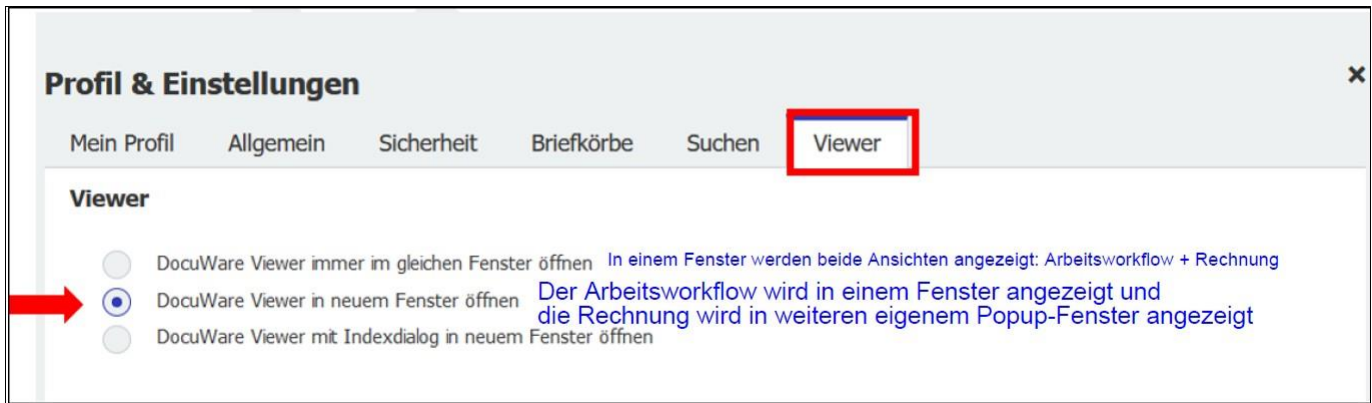 Profil & Einstellungen
Mein Profil Allgemein Sicherheit Briefkörbe Suchen Viewer
Viewer
DocuWare Viewer immer im gleichen Fenster öffnen In einem Fenster werden beide Ansichten angezeigt: Arbeitsworkflow + Rechnung
DocuWare Viewer in neuem Fenster öffnen Der Arbeitsworkflow wird in einem Fenster angezeigt und
die Rechnung wird in weiteren eigenem Popup-Fenster angezeigt
DocuWare Viewer mit Indexdialog in neuem Fenster öffnen